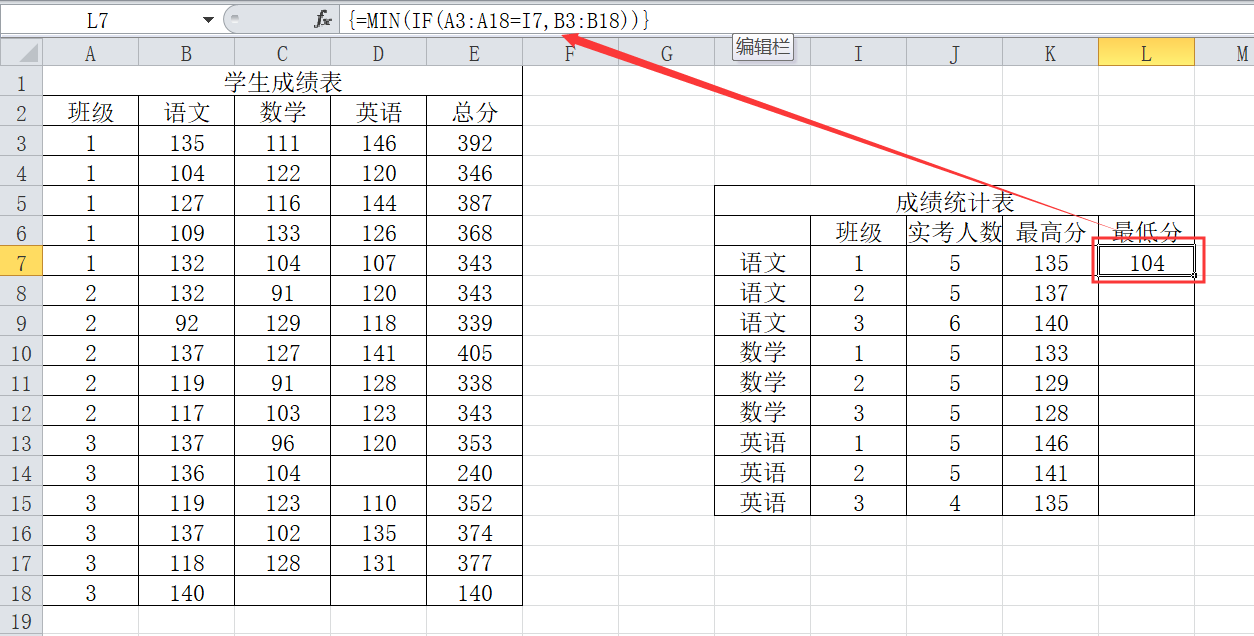 L7 fx {=MIN(IF(A3:A18=I7,B3:B18))}
编辑栏
A B C D E F G I J K L M
1 学生成绩表
2 班级 语文 数学 英语 总分
3 1 135 111 146 392
4 1 104 122 120 346
5 1 127 116 144 387 成绩统计表
6 1 109 133 126 368 班级 实考人数 最高分 最低分
7 1 132 104 107 343 语文 1 5 135 104
8 2 132 91 120 343 语文 2 5 137
9 2 92 129 118 339 语文 3 6 140
10 2 137 127 141 405 数学 1 5 133
11 2 119 91 128 338 数学 2 5 129
12 2 117 103 123 343 数学 3 5 128
13 3 137 96 120 353 英语 1 5 146
14 3 136 104 240 英语 2 5 141
15 3 119 123 110 352 英语 3 4 135
16 3 137 102 135 374
17 3 118 128 131 377
18 3 140 140
19